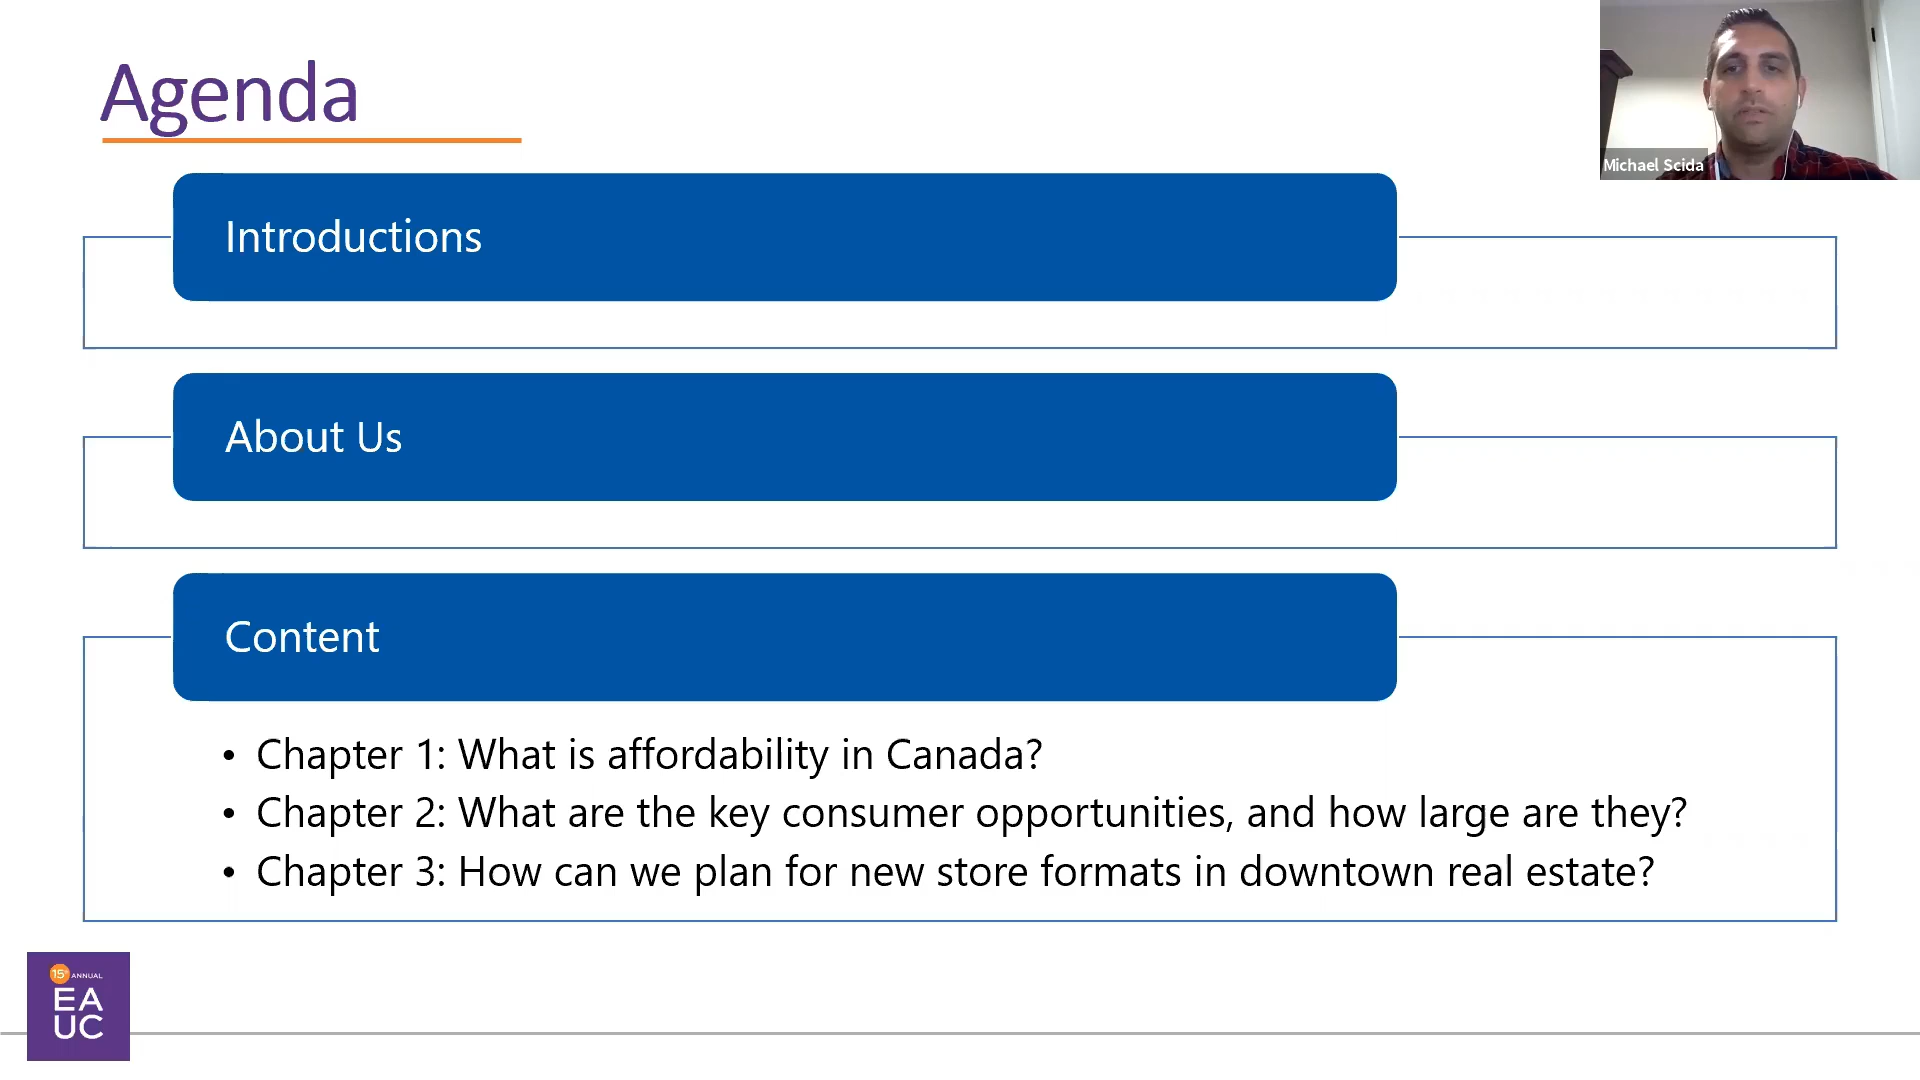 Agenda
Michael Scida
Introductions
About Us
Content
• Chapter 1: What is affordability in Canada?
• Chapter 2: What are the key consumer opportunities, and how large are they?
• Chapter 3: How can we plan for new store formats in downtown real estate?
15th ANNUAL
EA
UC